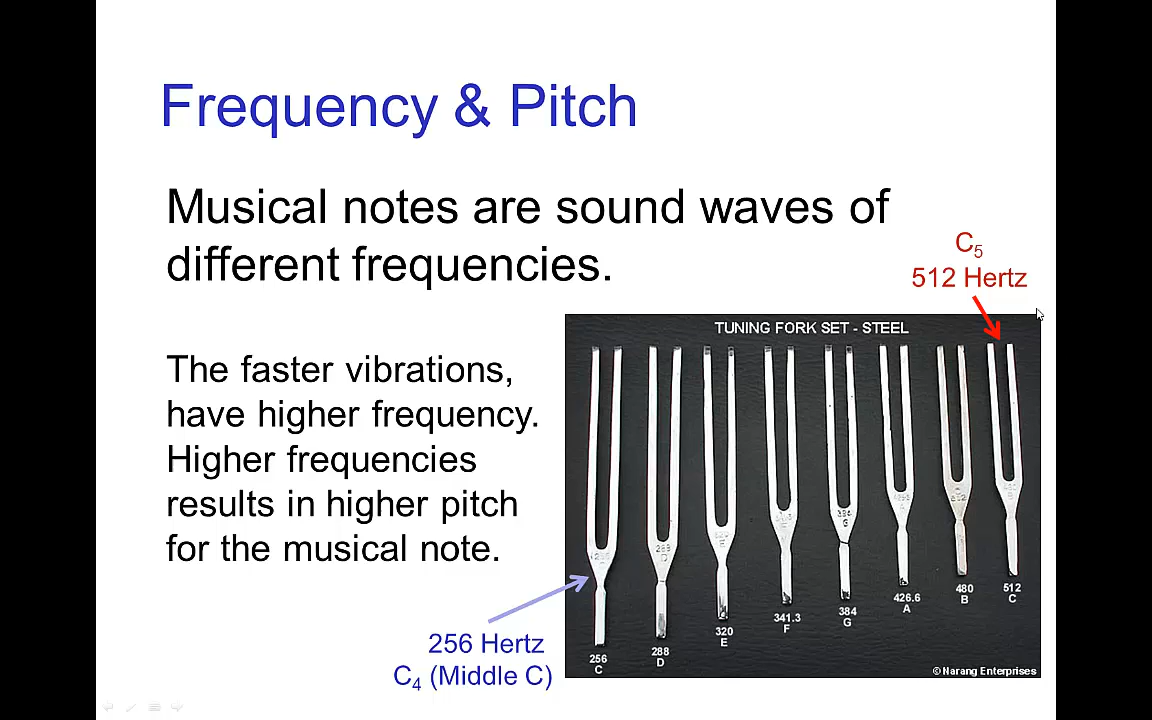 Frequency & Pitch
Musical notes are sound waves of
different frequencies.
C5
512 Hertz
The faster vibrations,
have higher frequency.
Higher frequencies
results in higher pitch
for the musical note.
TUNING FORK SET - STEEL
256
C
288
D
320
E
341.3
F
384
G
426.6
A
480
B
512
C
© Narang Enterprises
256 Hertz
C4 (Middle C)